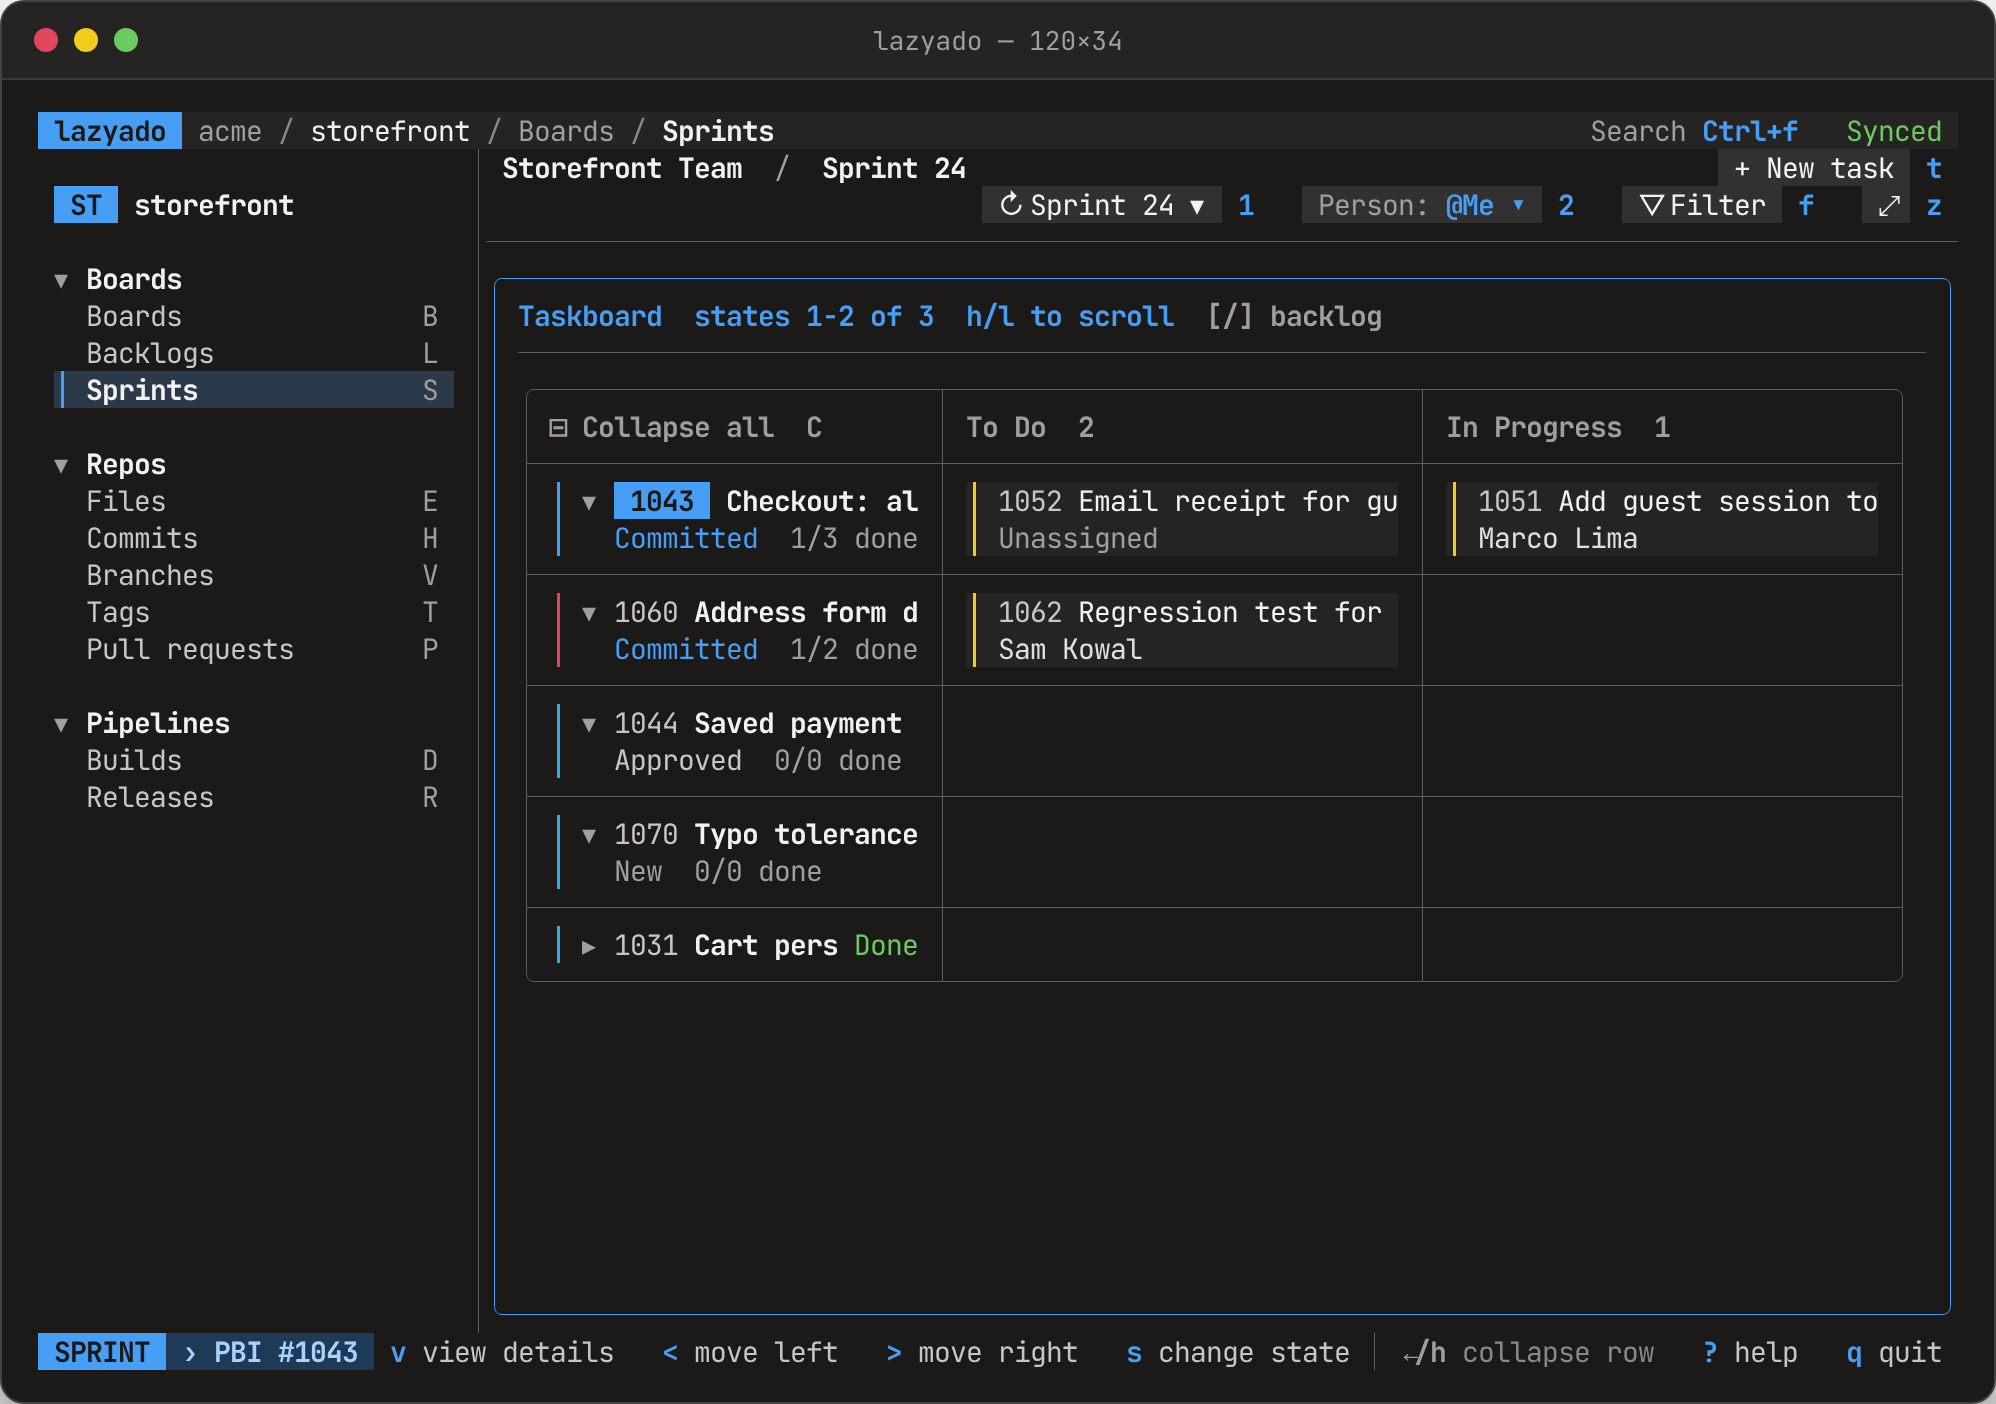 lazyado — 120×34
lazyado acme / storefront / Boards / Sprints Search Ctrl+f Synced
Storefront Team / Sprint 24 + New task t
ST storefront
Sprint 24 ▼ 1 Person: @Me ▼ 2 Filter f z
▼ Boards
Boards B
Backlogs L
Sprints S
▼ Repos
Files E
Commits H
Branches V
Tags T
Pull requests P
▼ Pipelines
Builds D
Releases R
Taskboard states 1-2 of 3 h/l to scroll [/] backlog
⊟ Collapse all C To Do 2 In Progress 1
▼ 1043 Checkout: al 1052 Email receipt for gu 1051 Add guest session to
Committed 1/3 done Unassigned Marco Lima
▼ 1060 Address form d 1062 Regression test for
Committed 1/2 done Sam Kowal
▼ 1044 Saved payment
Approved 0/0 done
▼ 1070 Typo tolerance
New 0/0 done
▶ 1031 Cart pers Done
SPRINT › PBI #1043 v view details < move left > move right s change state ←/h collapse row ? help q quit